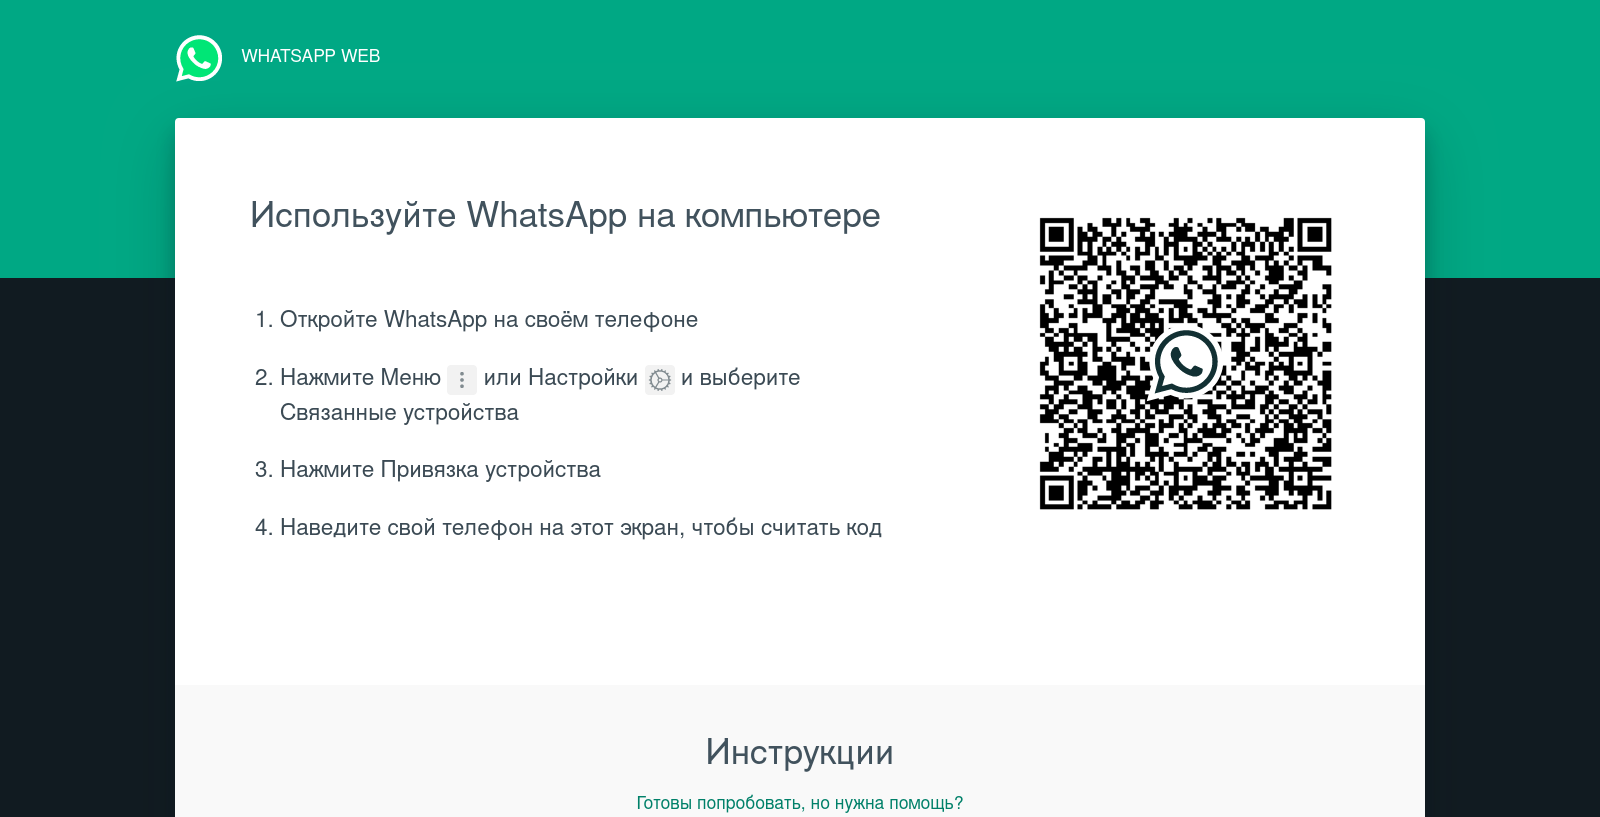 WHATSAPP WEB
Используйте WhatsApp на компьютере
1. Откройте WhatsApp на своём телефоне
2. Нажмите Меню или Настройки и выберите
Связанные устройства
3. Нажмите Привязка устройства
4. Наведите свой телефон на этот экран, чтобы считать код
Инструкции
Готовы попробовать, но нужна помощь?